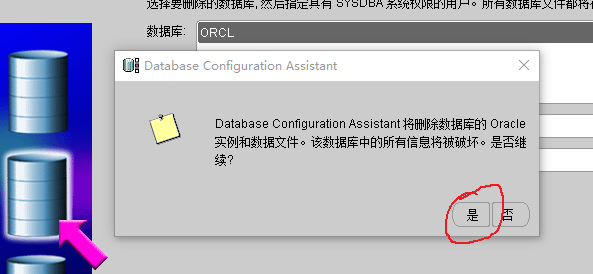 选择要删除的数据库, 然后指定具有 SYSDBA 系统权限的用户。所有数据库文件都将在
数据库:
ORCL
Database Configuration Assistant
Database Configuration Assistant 将删除数据库的 Oracle
实例和数据文件。该数据库中的所有信息将被破坏。是否继
续?
是
否